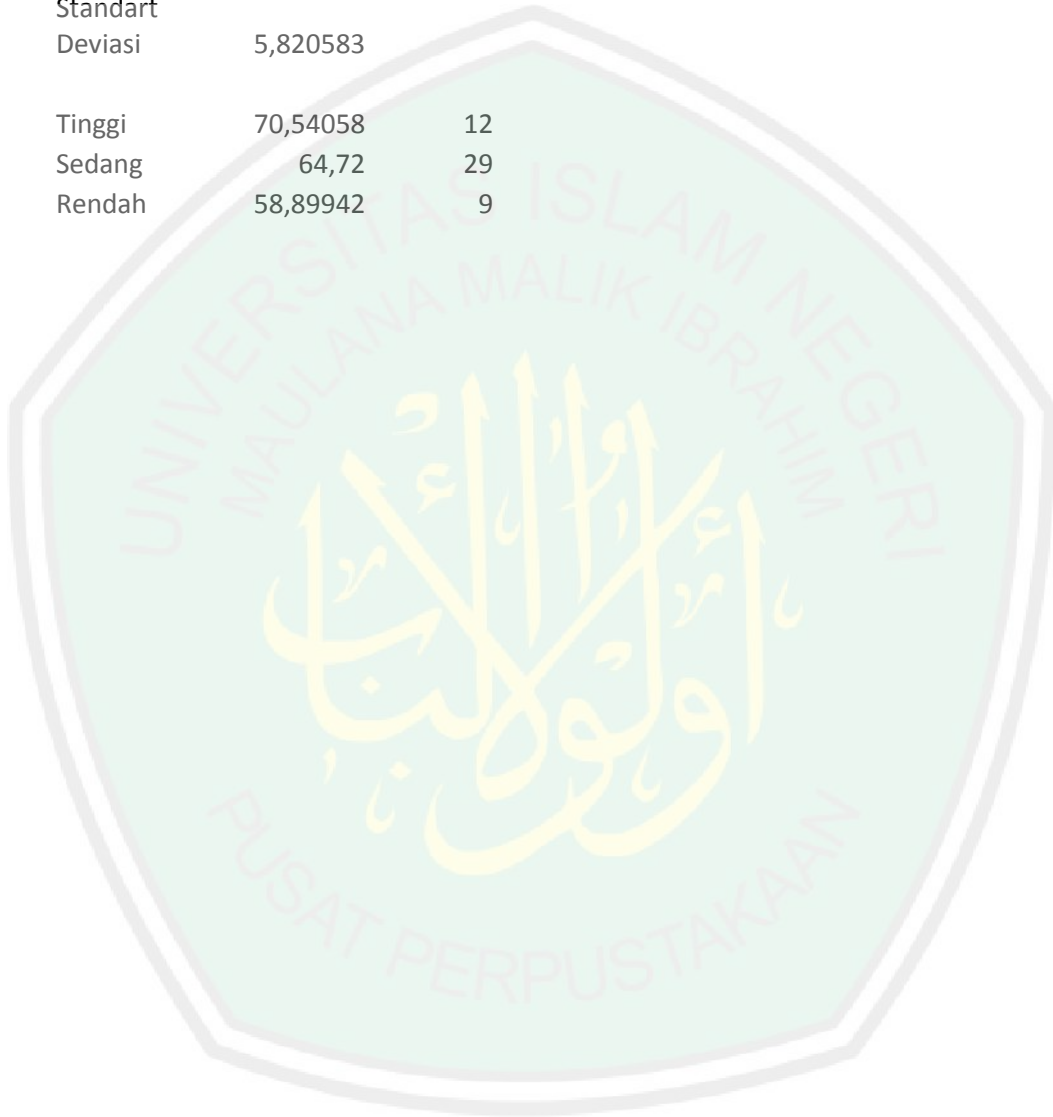 Standart
Deviasi 5,820583
Tinggi 70,54058 12
Sedang 64,72 29
Rendah 58,89942 9
UNIVERSITAS ISLAM NEGERI
MAULANA MALIK IBRAHIM
أولوا الألباب
PUSAT PERPUSTAKAAN